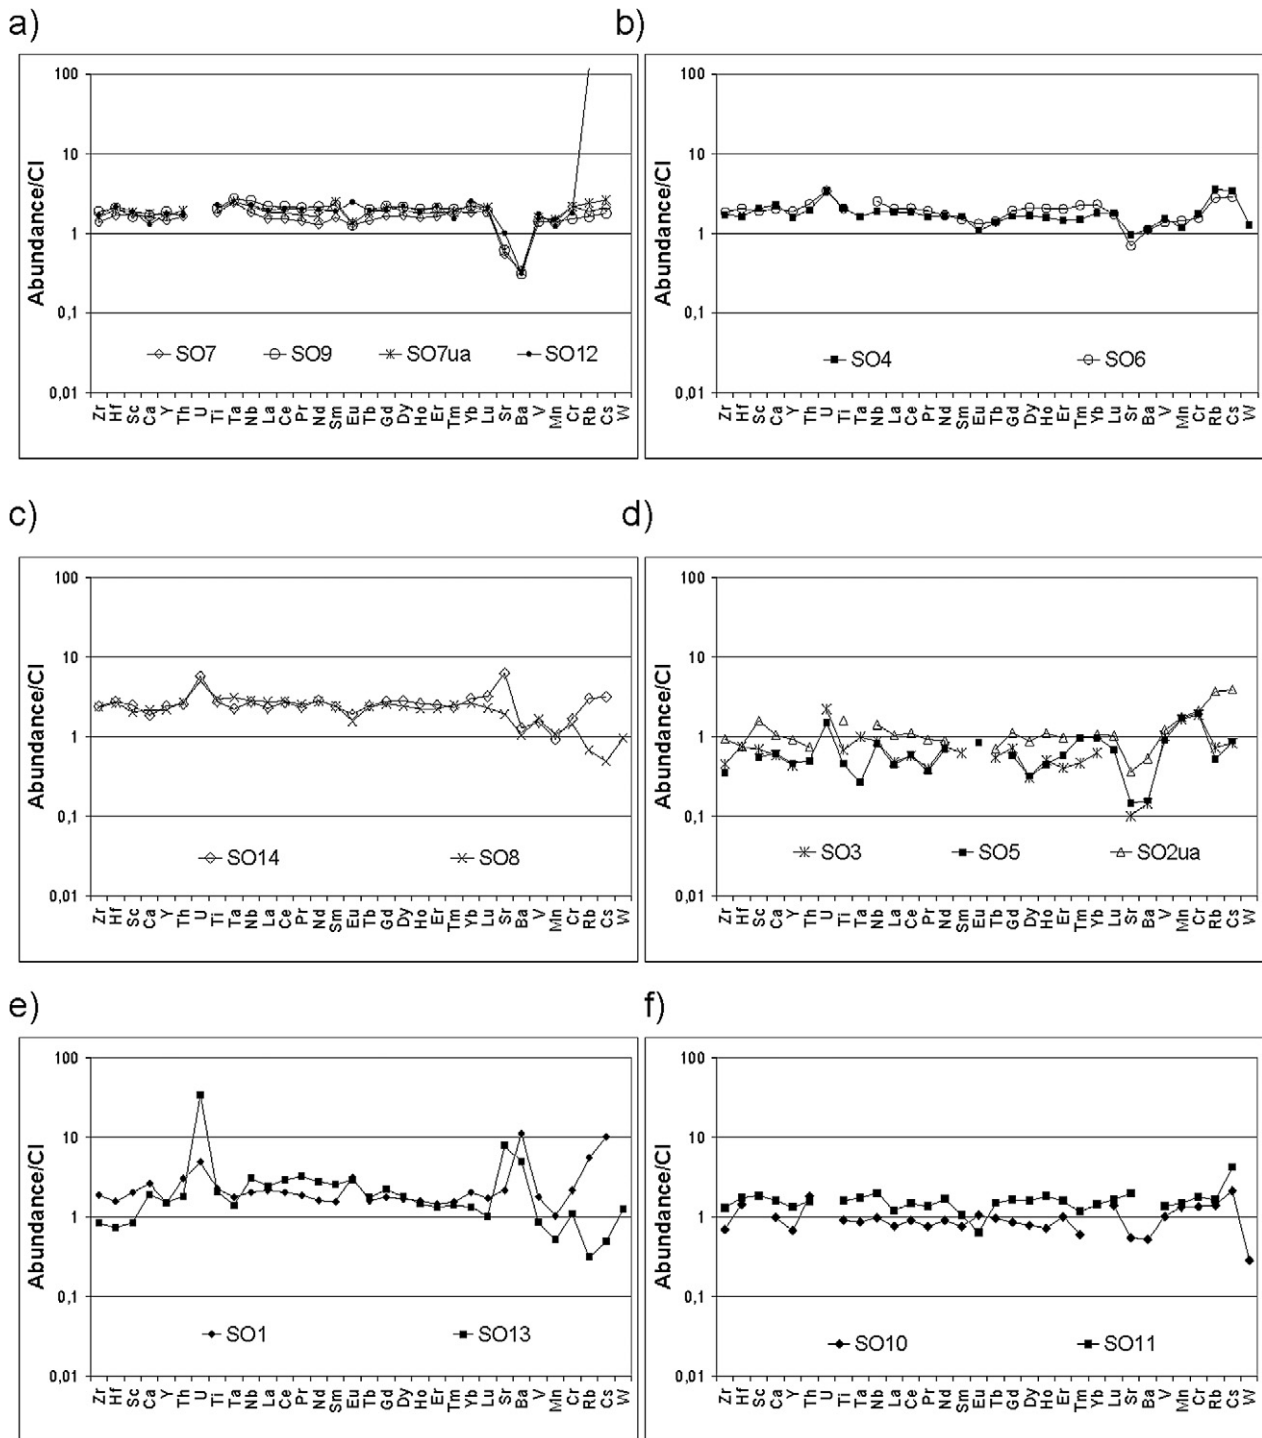 a)
Abundance/CI
100
10
1
0,1
0,01
SO7 SO9 SO7ua SO12
Zr Hf Sc Ca Y Th U Ti Ta Nb La Ce Pr Nd Sm Eu Tb Gd Dy Ho Er Tm Yb Lu Sr Ba V Mn Cr Rb Cs W
b)
Abundance/CI
100
10
1
0,1
0,01
SO4 SO6
Zr Hf Sc Ca Y Th U Ti Ta Nb La Ce Pr Nd Sm Eu Tb Gd Dy Ho Er Tm Yb Lu Sr Ba V Mn Cr Rb Cs W
c)
Abundance/CI
100
10
1
0,1
0,01
SO14 SO8
Zr Hf Sc Ca Y Th U Ti Ta Nb La Ce Pr Nd Sm Eu Tb Gd Dy Ho Er Tm Yb Lu Sr Ba V Mn Cr Rb Cs W
d)
Abundance/CI
100
10
1
0,1
0,01
SO3 SO5 SO2ua
Zr Hf Sc Ca Y Th U Ti Ta Nb La Ce Pr Nd Sm Eu Tb Gd Dy Ho Er Tm Yb Lu Sr Ba V Mn Cr Rb Cs W
e)
Abundance/CI
100
10
1
0,1
0,01
SO1 SO13
Zr Hf Sc Ca Y Th U Ti Ta Nb La Ce Pr Nd Sm Eu Tb Gd Dy Ho Er Tm Yb Lu Sr Ba V Mn Cr Rb Cs W
f)
Abundance/CI
100
10
1
0,1
0,01
SO10 SO11
Zr Hf Sc Ca Y Th U Ti Ta Nb La Ce Pr Nd Sm Eu Tb Gd Dy Ho Er Tm Yb Lu Sr Ba V Mn Cr Rb Cs W